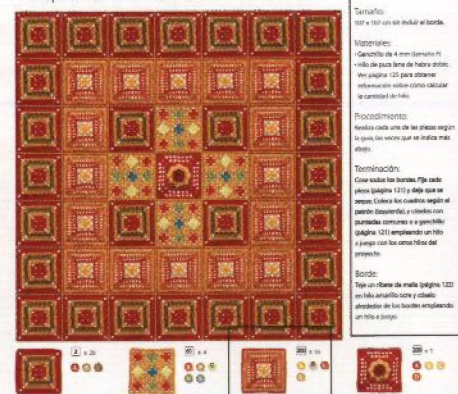 Tamaño:
107 x 107 cm sin incluir el borde.
Materiales:
• Ganchillo de 4 mm (tamaño F)
• Hilo de pura lana de hebra doble.
Ver página 125 para obtener
información sobre cómo calcular
la cantidad de hilo.
Procedimiento:
Realiza cada una de las piezas según
la guía, las veces que se indica más
abajo.
Terminación:
Cose todos los bordes. Fija cada
pieza (página 121) y deja que se
seque. Coloca los cuadros según el
patrón (izquierda), y cóselos con
puntadas comunes o a ganchillo
(página 121) empleando un hilo
a juego con los otros hilos del
proyecto.
Borde:
Teje un ribete de malla (página 122)
en hilo amarillo ocre y cóselo
alrededor de los bordes empleando
un hilo a juego.
x 28
x 4
x 16
x 1